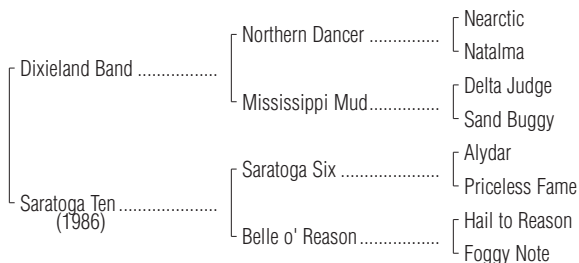 Nearctic
Northern Dancer ...............
Natalma
Dixieland Band .................
Delta Judge
Mississippi Mud...............
Sand Buggy
Alydar
Saratoga Six .....................
Priceless Fame
Saratoga Ten .....................
(1986)
Hail to Reason
Belle o' Reason.................
Foggy Note